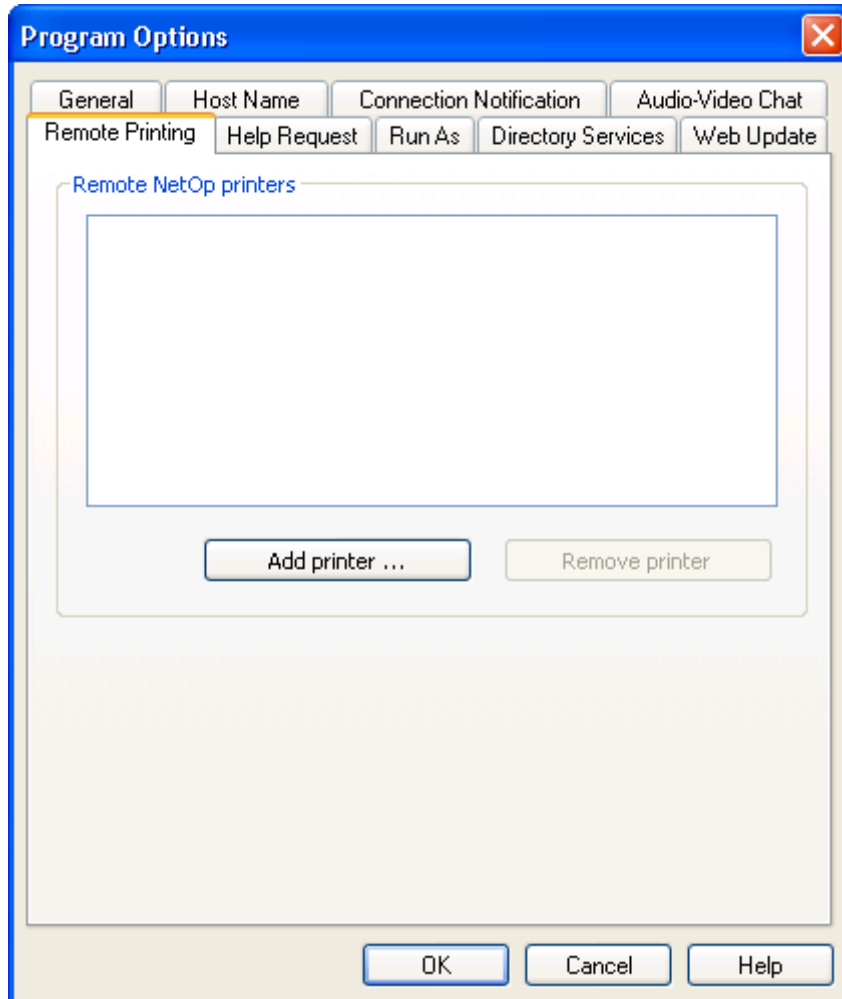 Program Options
General Host Name Connection Notification Audio-Video Chat
Remote Printing Help Request Run As Directory Services Web Update
Remote NetOp printers
Add printer ... Remove printer
OK Cancel Help